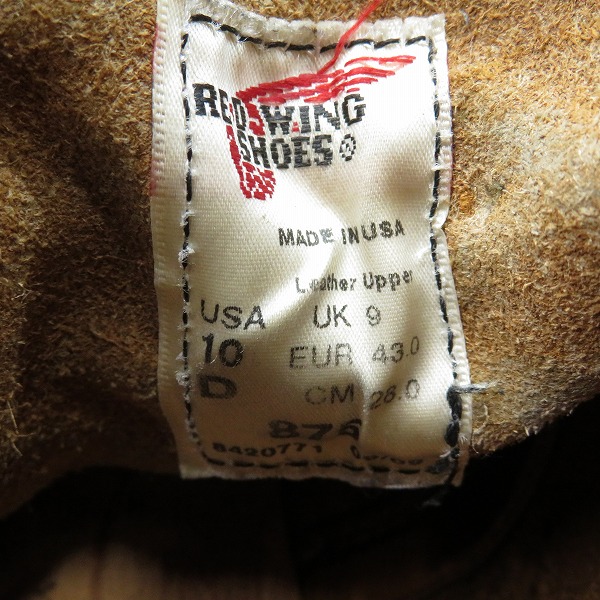 RED WING
SHOES®
MADE IN USA
Leather Upper
USA UK 9
10 EUR 43.0
D CM 28.0
875
8420771